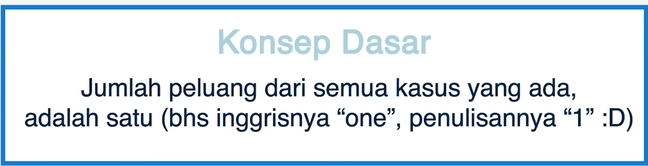 Konsep Dasar
Jumlah peluang dari semua kasus yang ada,
adalah satu (bhs inggrisnya “one”, penulisannya “1” :D)